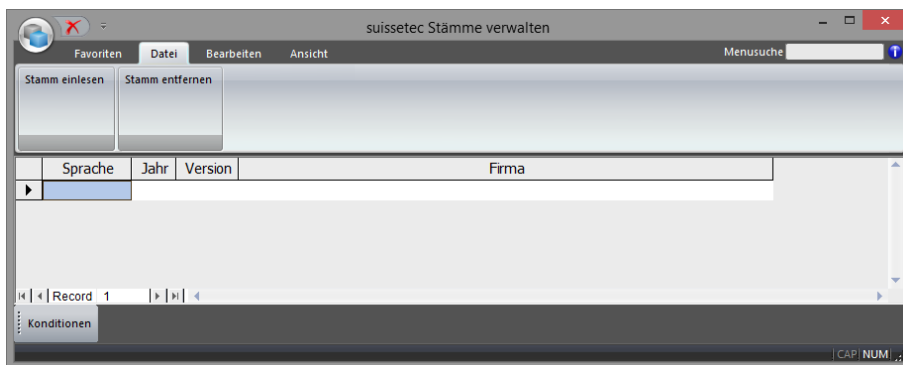 suissetec Stämme verwalten
Favoriten Datei Bearbeiten Ansicht Menusuche
Stamm einlesen Stamm entfernen
Sprache Jahr Version Firma
Record 1
Konditionen
CAP NUM